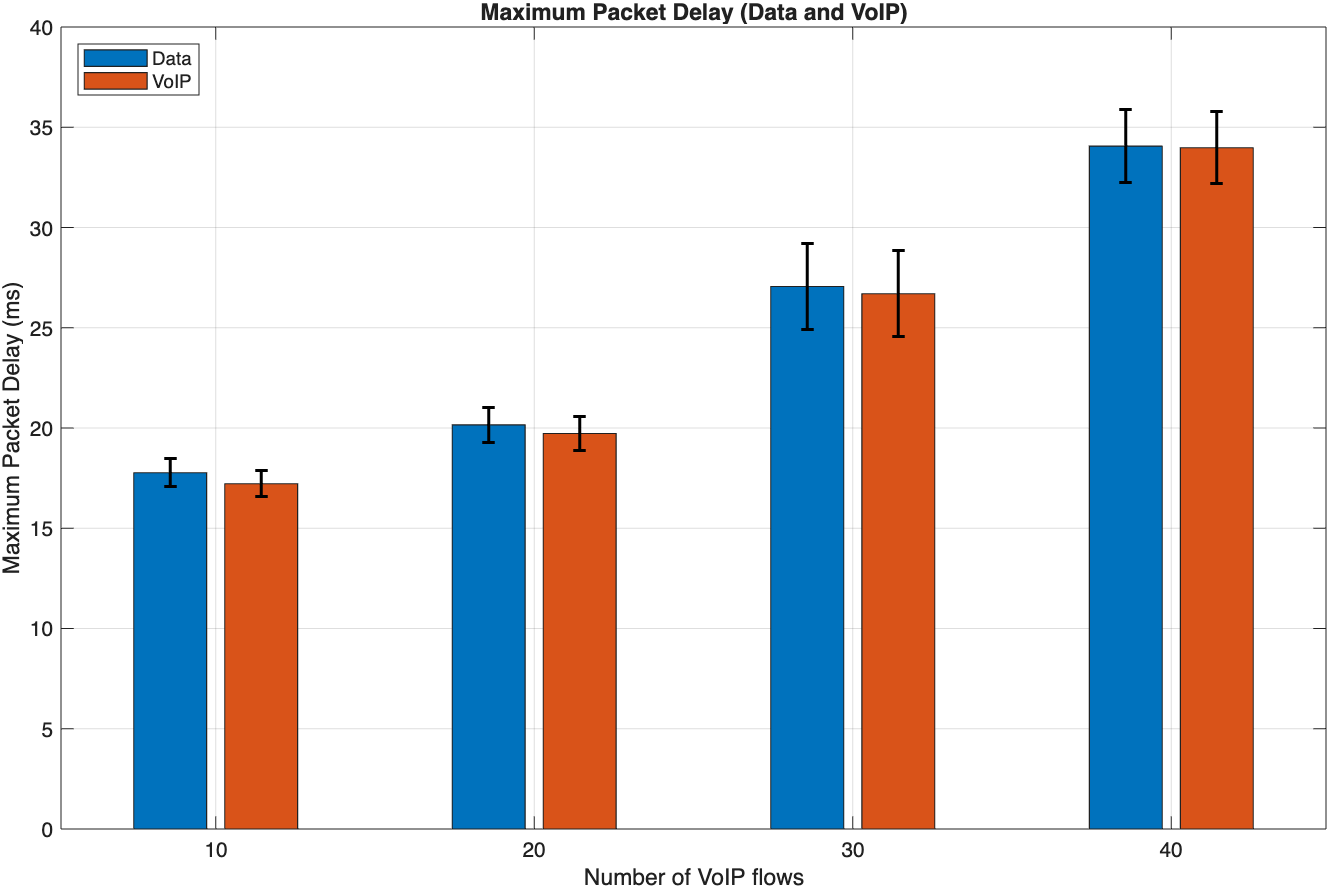 Maximum Packet Delay (Data and VoIP)
Data
VoIP
Maximum Packet Delay (ms)
40
35
30
25
20
15
10
5
0
10 20 30 40
Number of VoIP flows